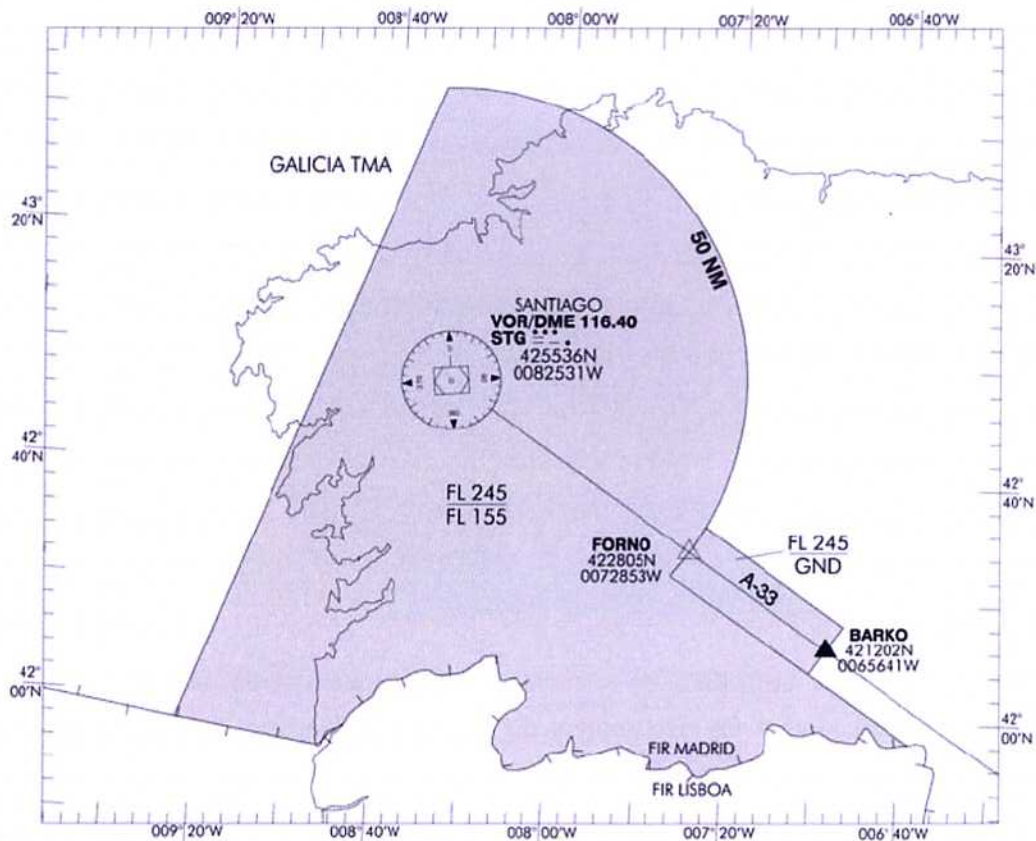 009°20'W 008°40'W 008°00'W 007°20'W 006°40'W
GALICIA TMA
43°
20'N
43°
20'N
50 NM
SANTIAGO
VOR/DME 116.40
STG
425536N
0082531W
42°
40'N
42°
40'N
FL 245
FL 155
FORNO
422805N
0072853W
FL 245
GND
A-33
BARKO
421202N
0065641W
42°
00'N
42°
00'N
FIR MADRID
FIR LISBOA
009°20'W 008°40'W 008°00'W 007°20'W 006°40'W